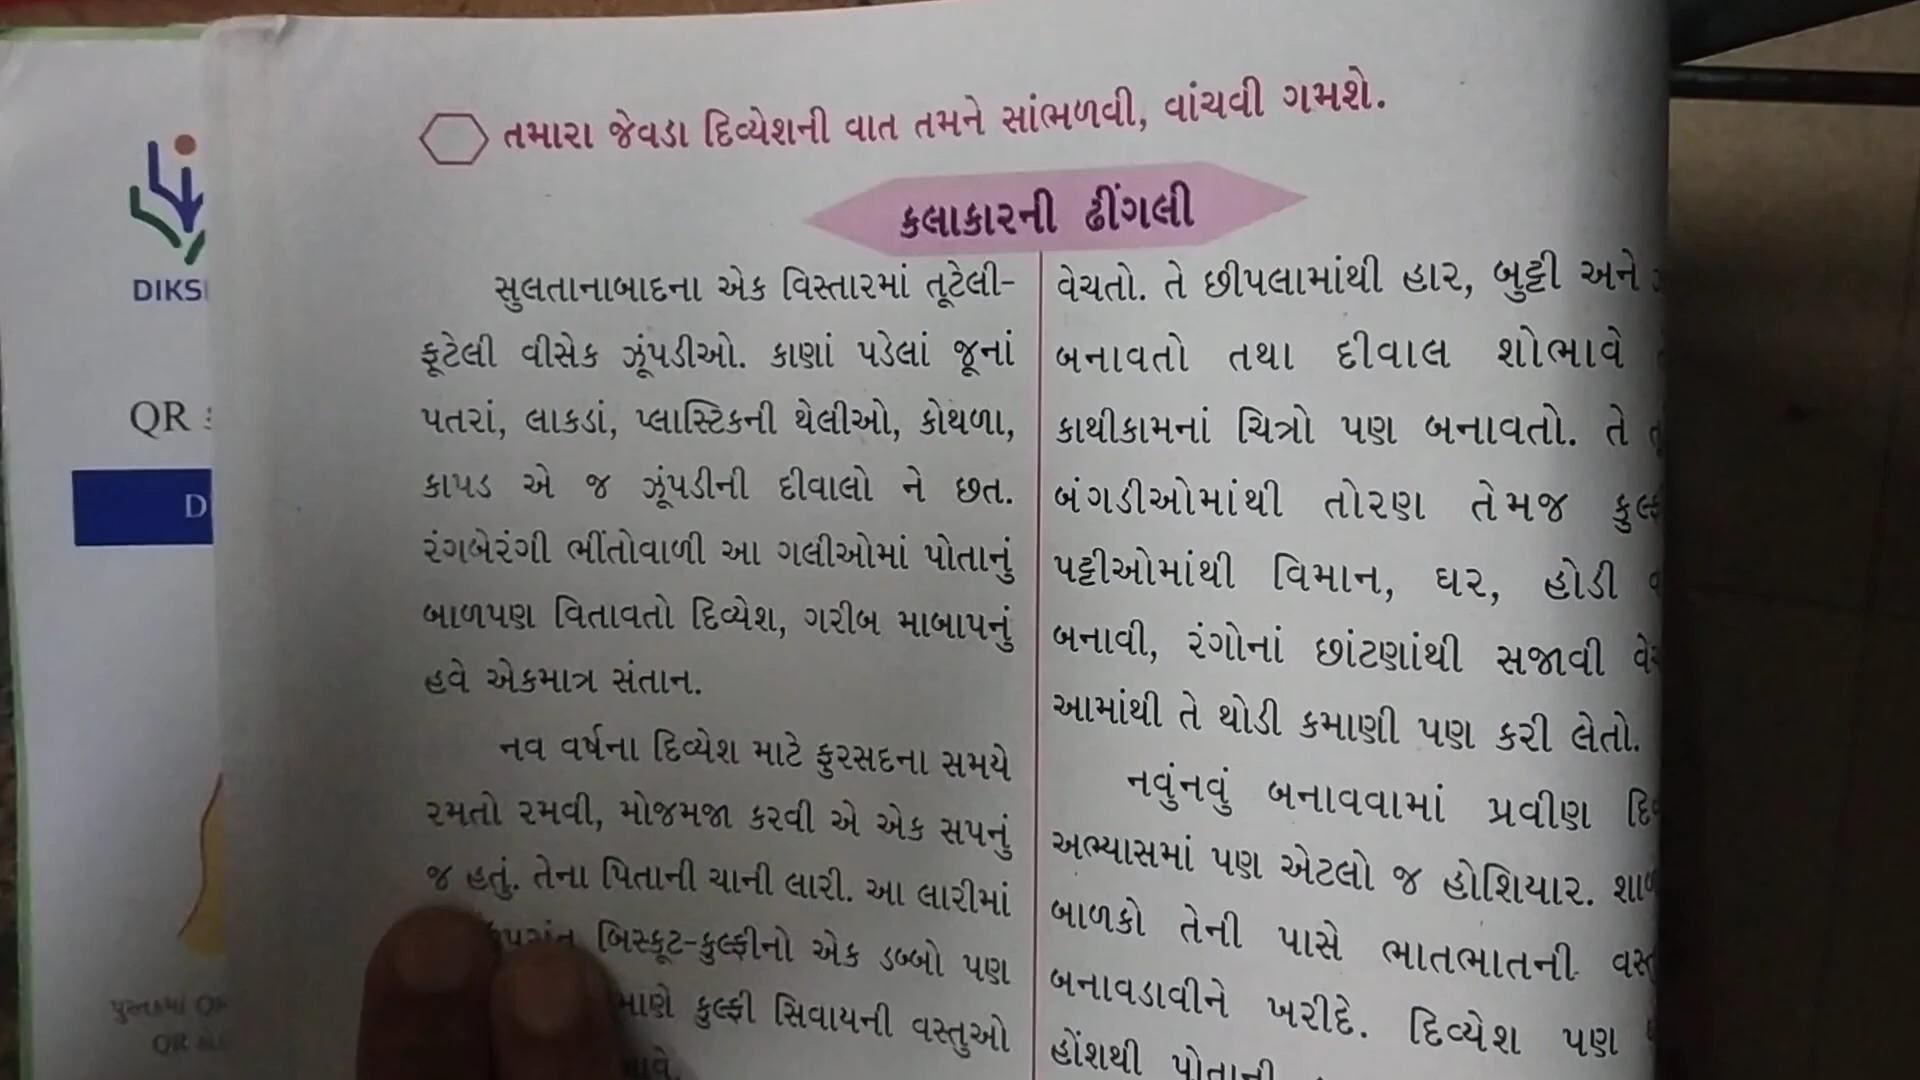 તમારા જેવડા દિવ્યેશની વાત તમને સાંભળવી, વાંચવી ગમશે.
કલાકારની ઢીંગલી
સુલતાનાબાદના એક વિસ્તારમાં તૂટેલી-
ફૂટેલી વીસેક ઝૂંપડીઓ. કાણાં પડેલાં જૂનાં
પતરાં, લાકડાં, પ્લાસ્ટિકની થેલીઓ, કોથળા,
કાપડ એ જ ઝૂંપડીની દીવાલો ને છત.
રંગબેરંગી ભીંતોવાળી આ ગલીઓમાં પોતાનું
બાળપણ વિતાવતો દિવ્યેશ, ગરીબ માબાપનું
હવે એકમાત્ર સંતાન.
નવ વર્ષના દિવ્યેશ માટે ફુરસદના સમયે
રમતો રમવી, મોજમજા કરવી એ એક સપનું
જ હતું. તેના પિતાની ચાની લારી. આ લારીમાં
બિસ્કૂટ-કુલ્ફીનો એક ડબ્બો પણ
કુલ્ફી સિવાયની વસ્તુઓ
વેચતો. તે છીપલામાંથી હાર, બુટ્ટી અને
બનાવતો તથા દીવાલ શોભાવે
કાથીકામનાં ચિત્રો પણ બનાવતો. તે
બંગડીઓમાંથી તોરણ તેમજ
પટ્ટીઓમાંથી વિમાન, ઘર, હોડી
બનાવી, રંગોનાં છાંટણાંથી સજાવી
આમાંથી તે થોડી કમાણી પણ કરી લેતો.
નવુંનવું બનાવવામાં પ્રવીણ
અભ્યાસમાં પણ એટલો જ હોશિયાર.
બાળકો તેની પાસે ભાતભાતની
બનાવડાવીને ખરીદે. દિવ્યેશ પણ
હોંશથી પોતાની
QR